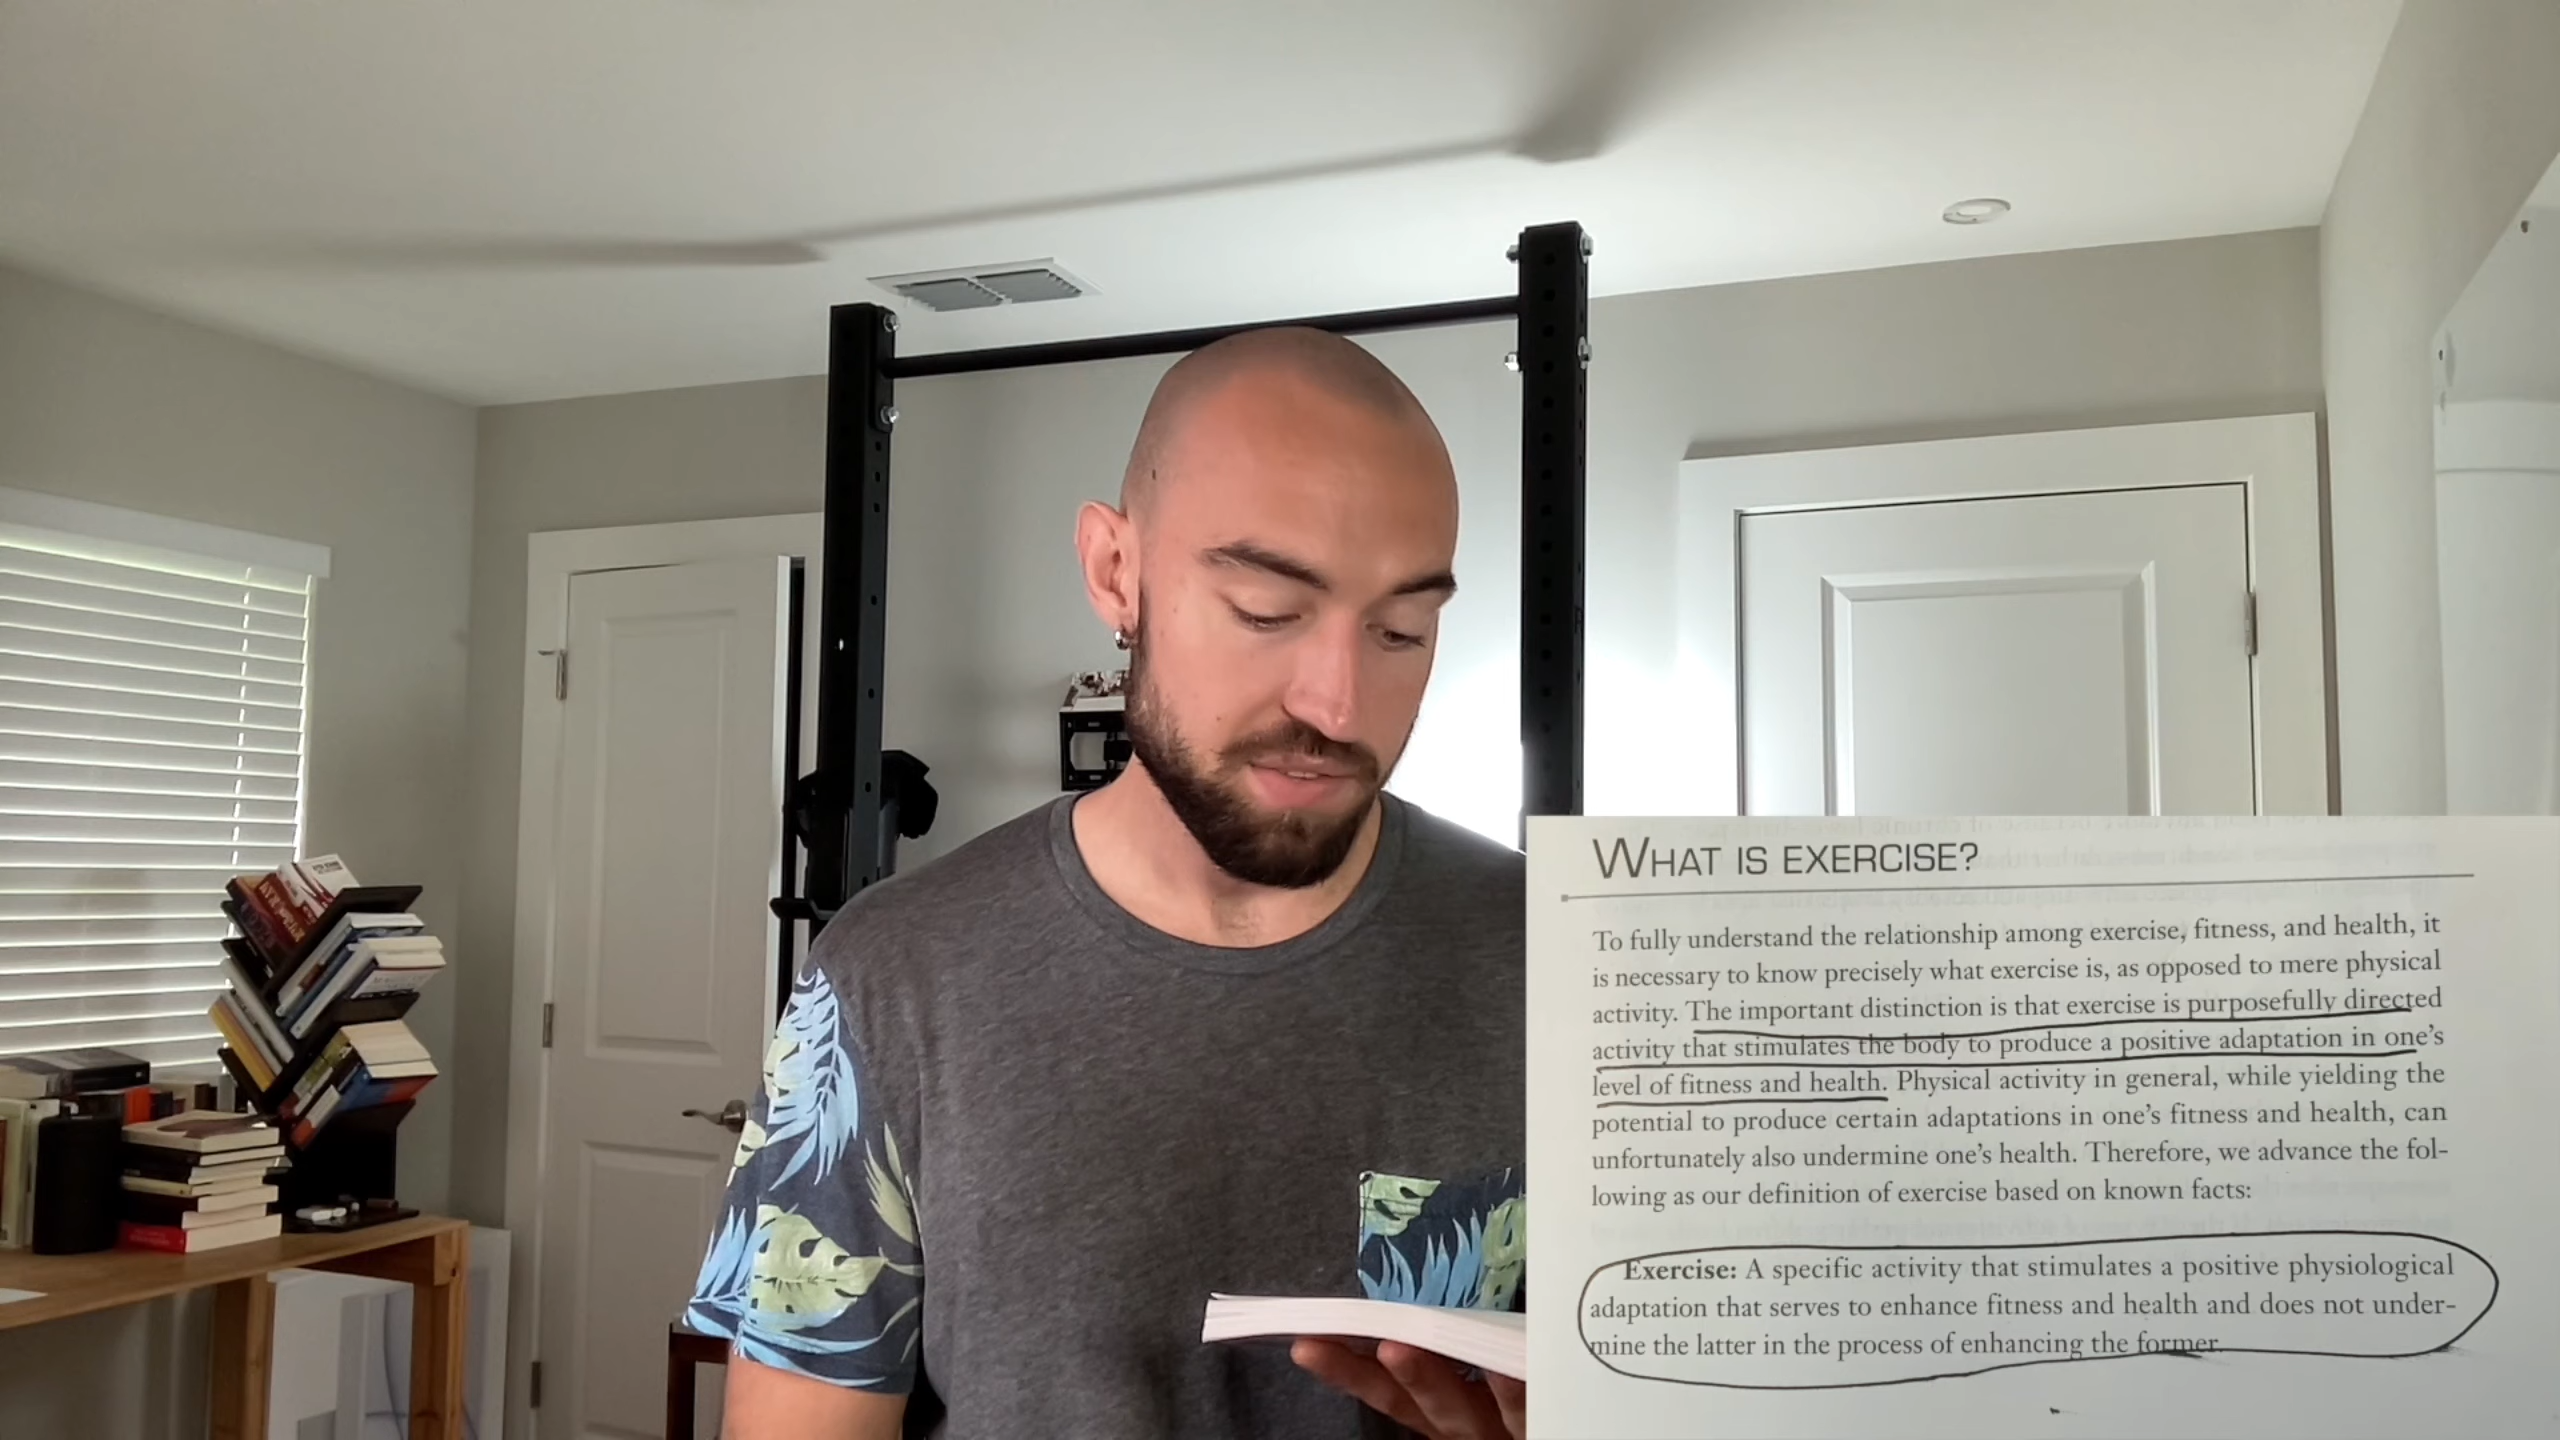 WHAT IS EXERCISE?
To fully understand the relationship among exercise, fitness, and health, it
is necessary to know precisely what exercise is, as opposed to mere physical
activity. The important distinction is that exercise is purposefully directed
activity that stimulates the body to produce a positive adaptation in one's
level of fitness and health. Physical activity in general, while yielding the
potential to produce certain adaptations in one's fitness and health, can
unfortunately also undermine one's health. Therefore, we advance the fol-
lowing as our definition of exercise based on known facts:
Exercise: A specific activity that stimulates a positive physiological
adaptation that serves to enhance fitness and health and does not under-
mine the latter in the process of enhancing the former.